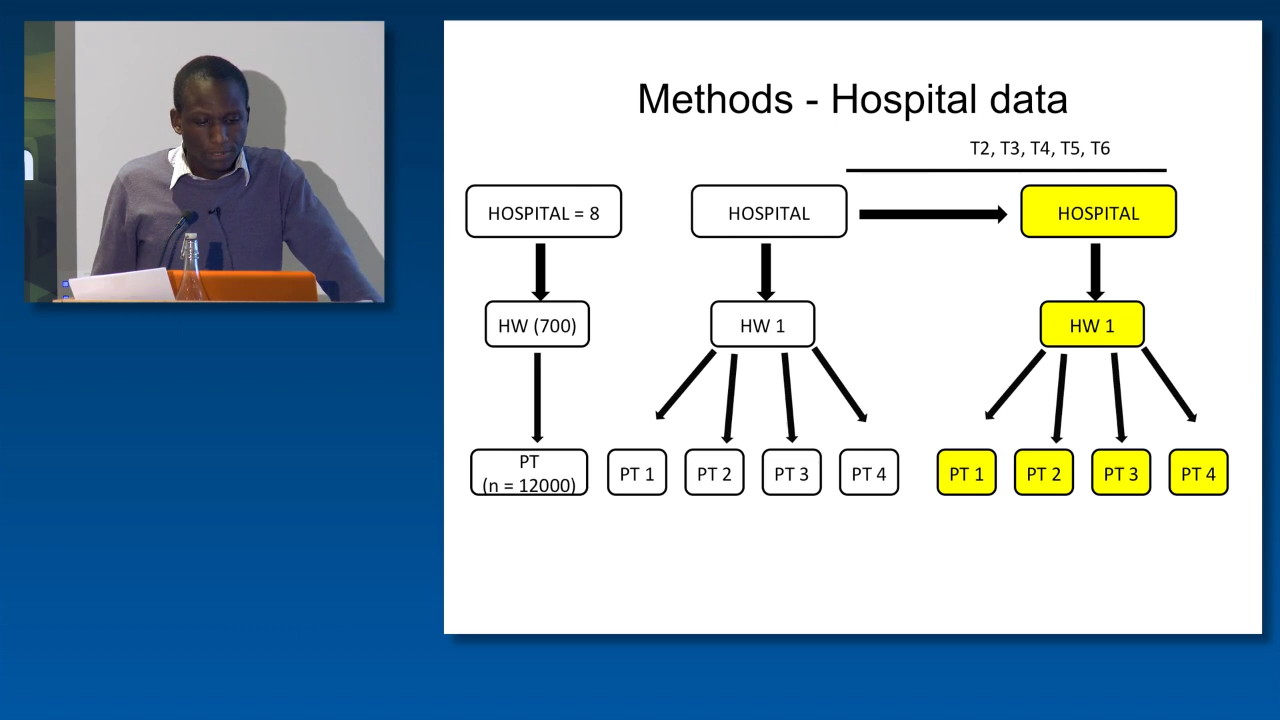 Methods - Hospital data
T2, T3, T4, T5, T6
HOSPITAL = 8
HOSPITAL
HOSPITAL
HW (700)
HW 1
HW 1
PT
(n = 12000)
PT 1
PT 2
PT 3
PT 4
PT 1
PT 2
PT 3
PT 4